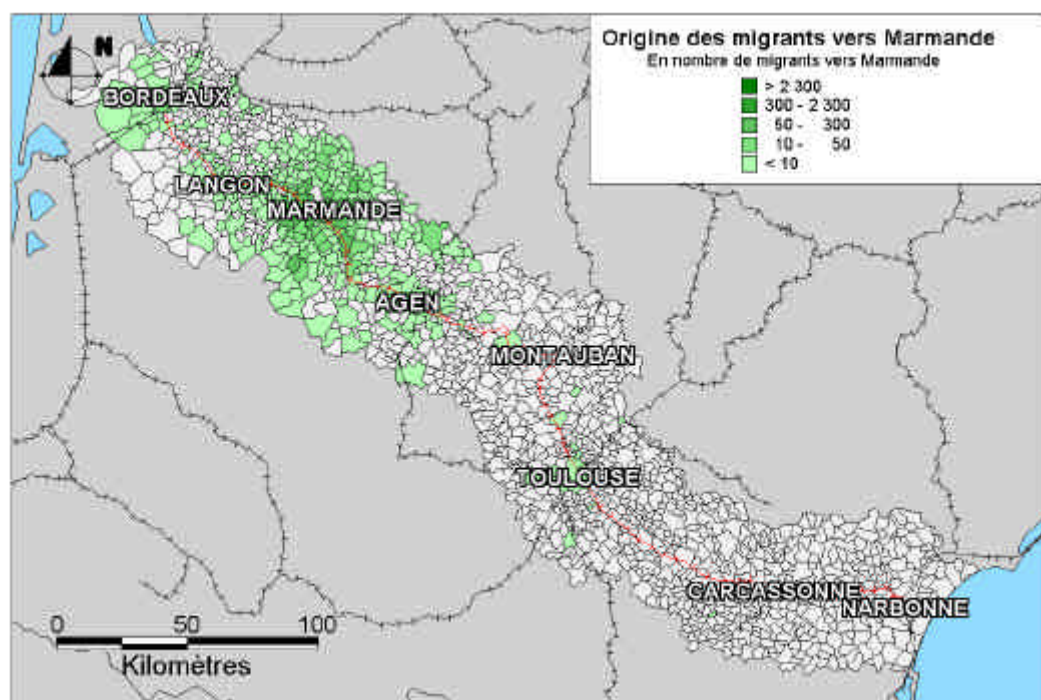 Origine des migrants vers Marmande
En nombre de migrants vers Marmande
> 2 300
300 - 2 300
50 - 300
10 - 50
< 10
N
BORDEAUX
LANGON
MARMANDE
AGEN
MONTAUBAN
TOULOUSE
CARCASSONNE
NARBONNE
0 50 100
Kilomètres